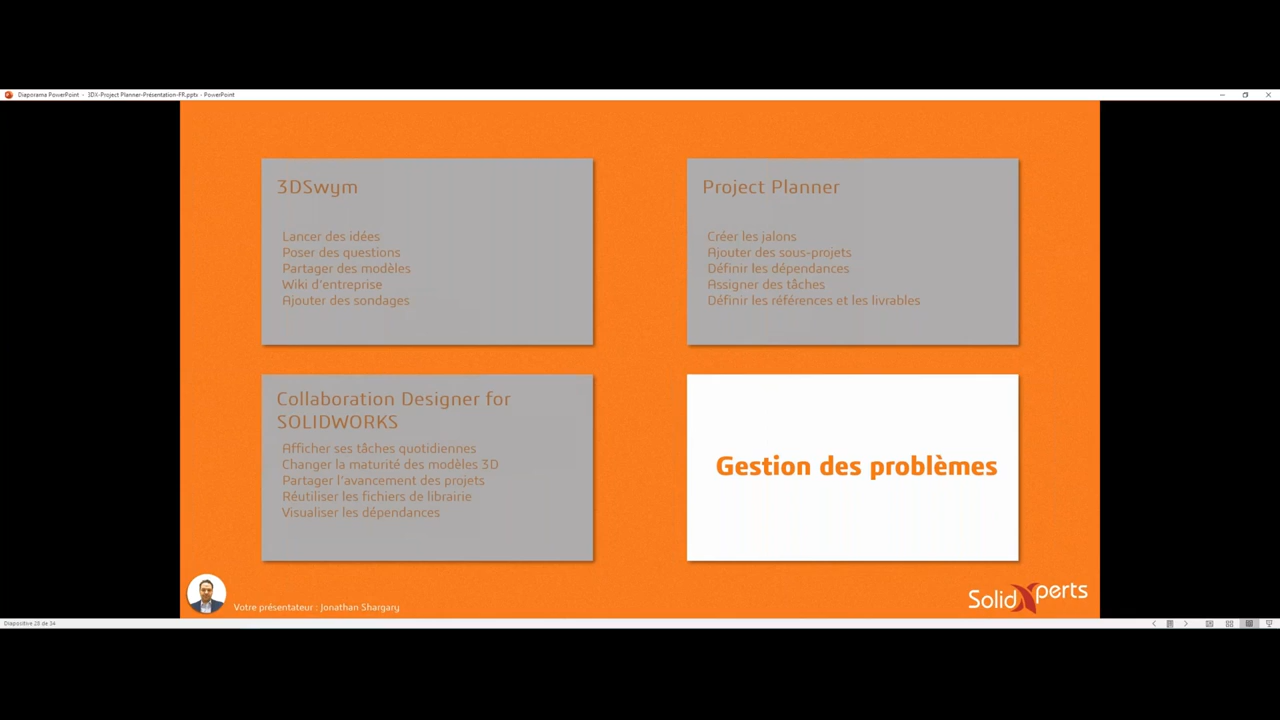 Diaporama PowerPoint - 3DX-Project Planner-Présentation-FR.pptx - PowerPoint
3DSwym
Lancer des idées
Poser des questions
Partager des modèles
Wiki d'entreprise
Ajouter des sondages
Project Planner
Créer les jalons
Ajouter des sous-projets
Définir les dépendances
Assigner des tâches
Définir les références et les livrables
Collaboration Designer for
SOLIDWORKS
Afficher ses tâches quotidiennes
Changer la maturité des modèles 3D
Partager l'avancement des projets
Réutiliser les fichiers de librairie
Visualiser les dépendances
Gestion des problèmes
Votre présentateur : Jonathan Shargary
SolidXperts
Diapositive 28 de 34